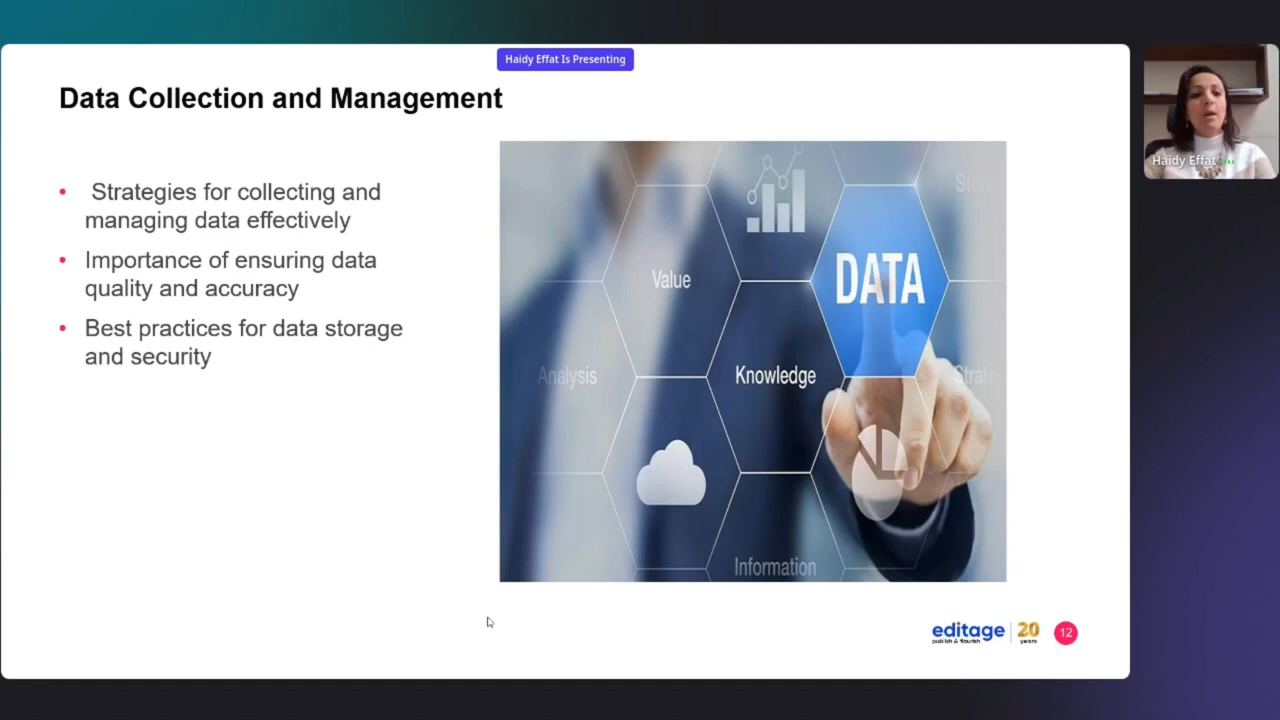 Haidy Effat Is Presenting
Data Collection and Management
• Strategies for collecting and
managing data effectively
• Importance of ensuring data
quality and accuracy
• Best practices for data storage
and security
Value
DATA
Analysis
Knowledge
Information
Haidy Effat
editage
publish & flourish
20
years
12